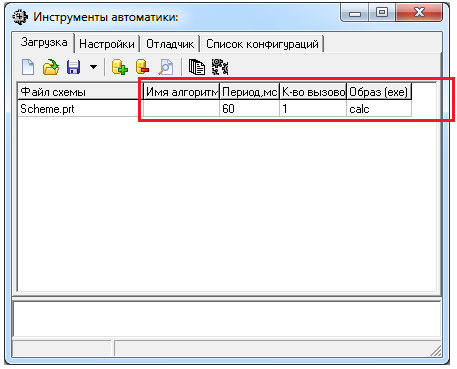 Инструменты автоматики:
Загрузка Настройки Отладчик Список конфигураций
Файл схемы Имя алгоритм Период,мс К-во вызово Образ (exe)
Scheme.prt 60 1 calc